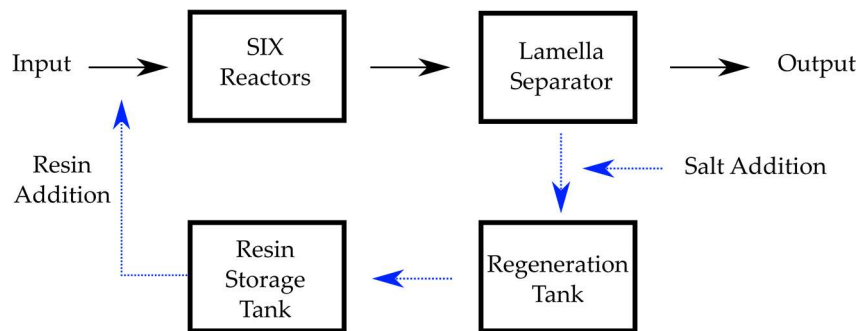 Input
SIX
Reactors
Lamella
Separator
Output
Resin
Addition
Salt Addition
Resin
Storage
Tank
Regeneration
Tank